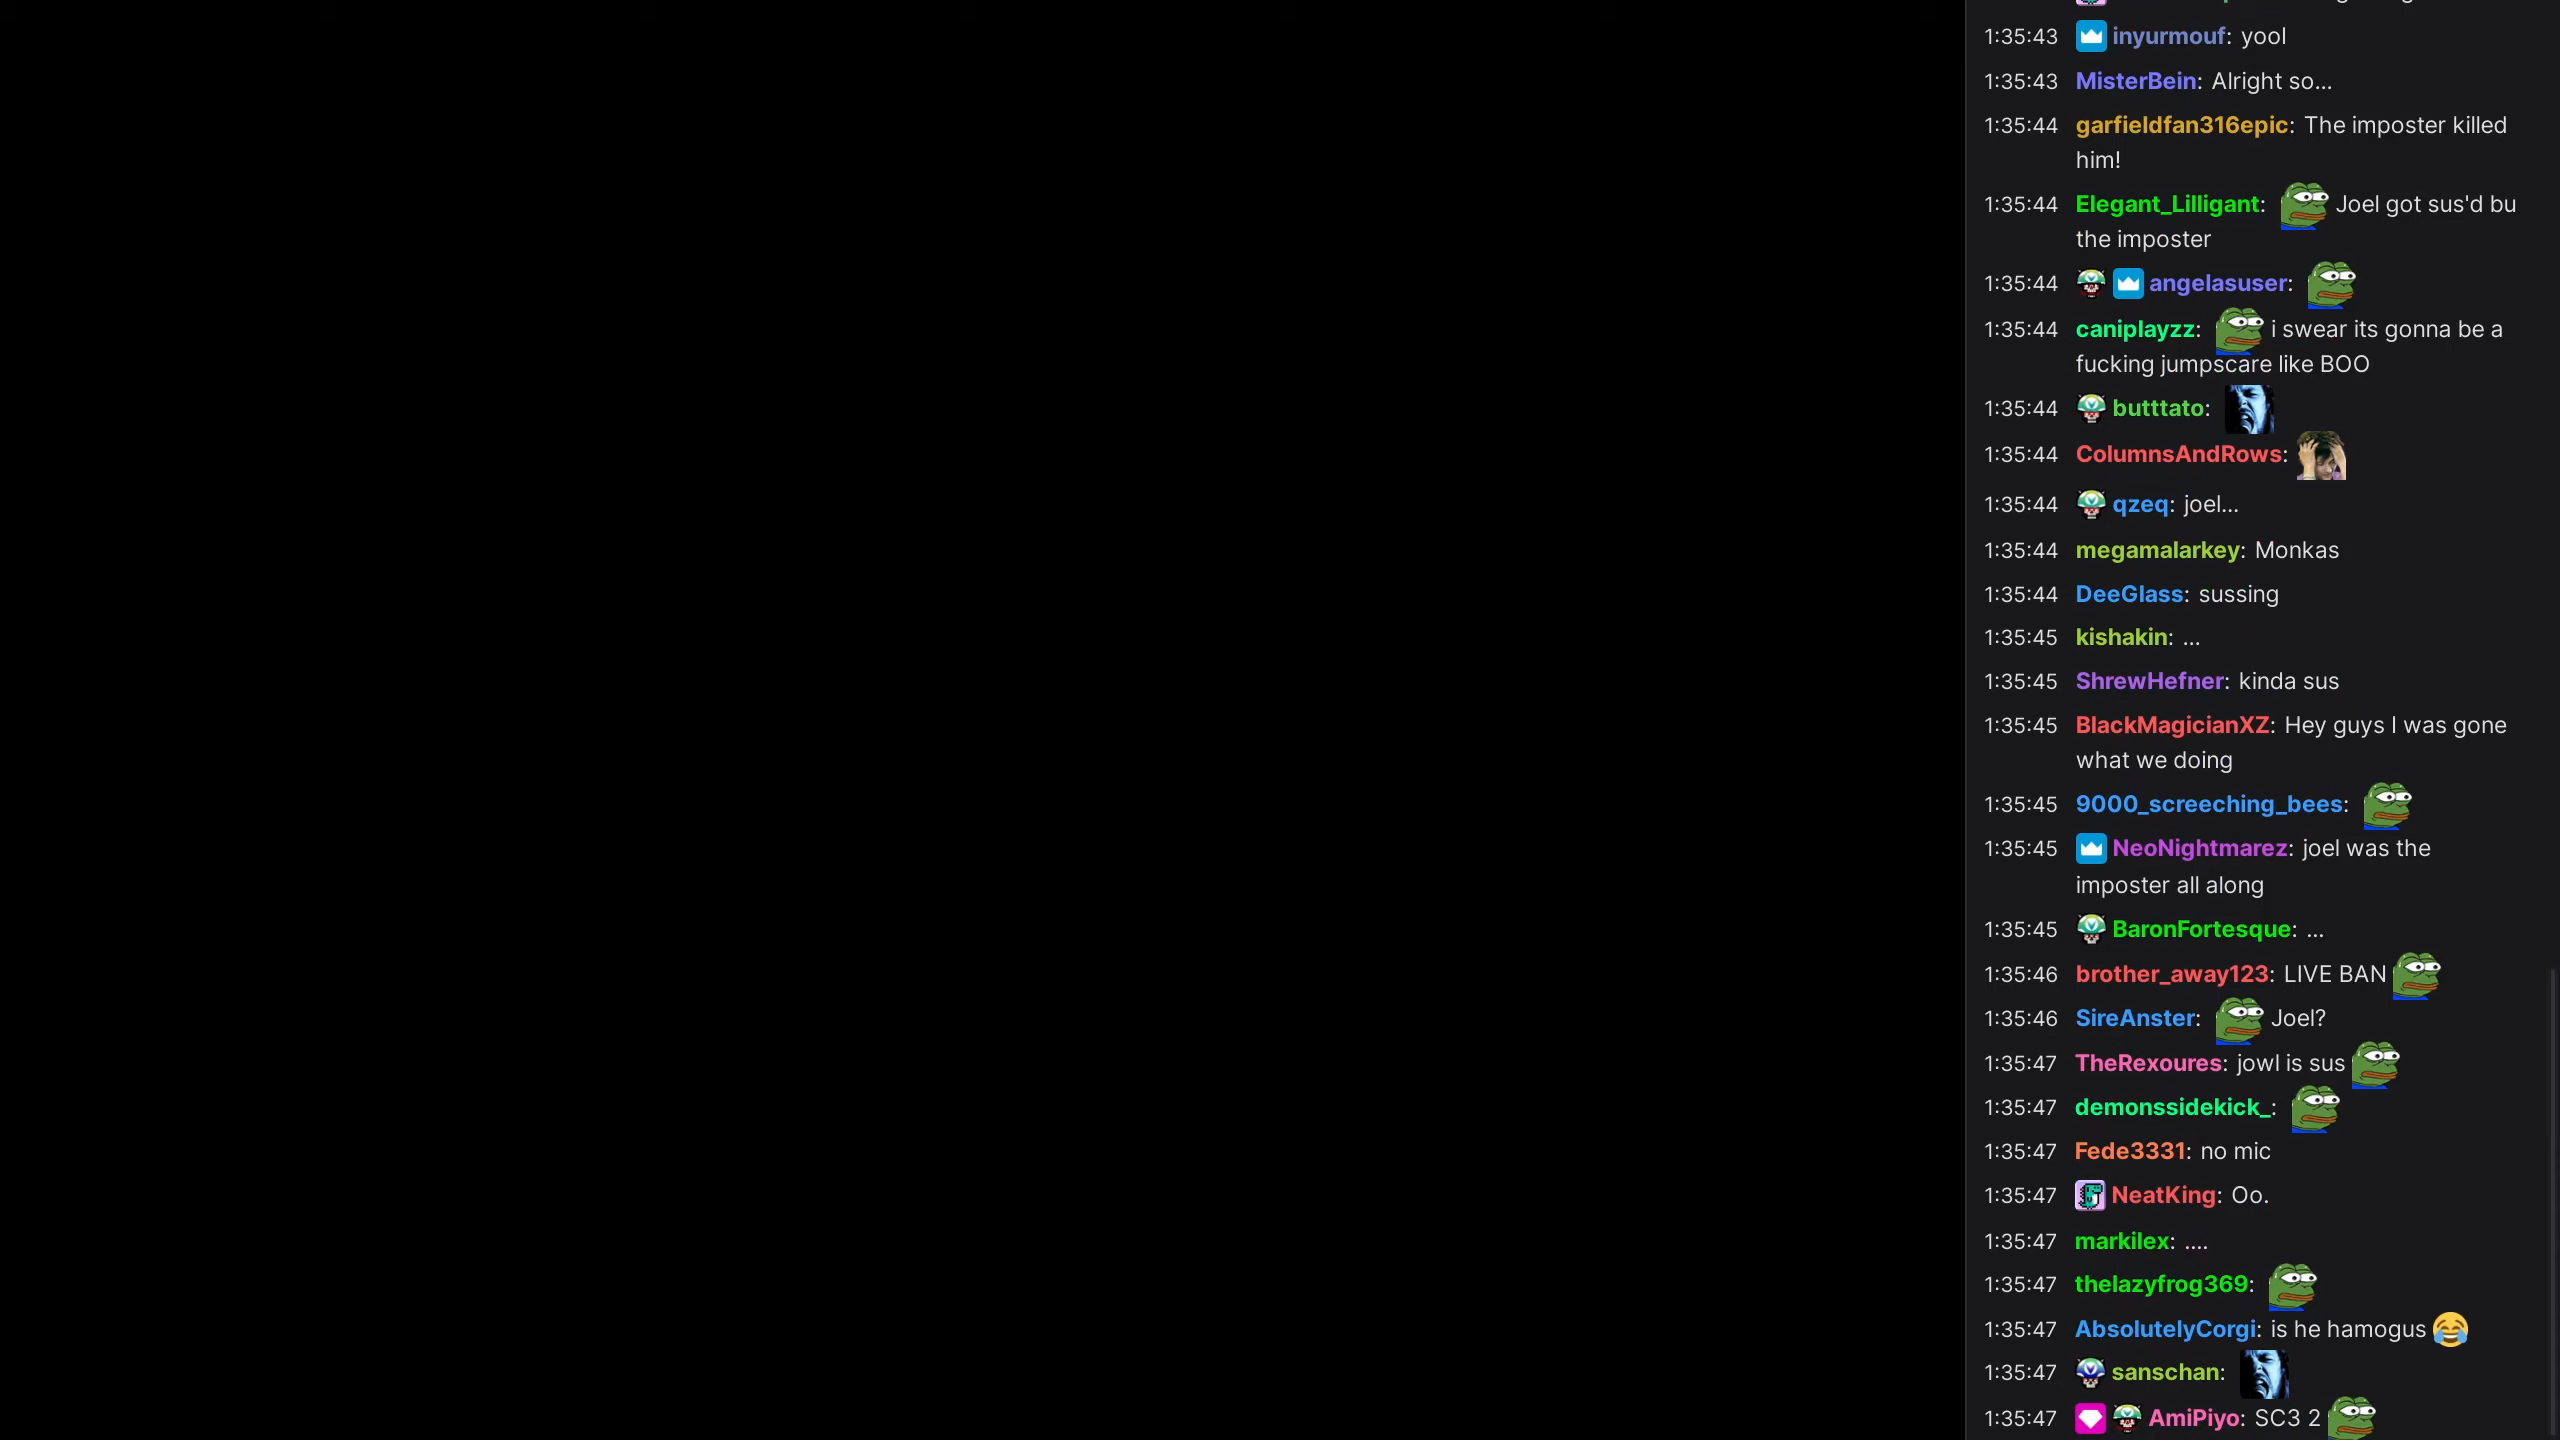 1:35:43 inyurmouf: yool
1:35:43 MisterBein: Alright so...
1:35:44 garfieldfan316epic: The imposter killed
him!
1:35:44 Elegant_Lilligant: Joel got sus'd bu
the imposter
1:35:44 angelasuser:
1:35:44 caniplayzz: i swear its gonna be a
fucking jumpscare like BOO
1:35:44 butttato:
1:35:44 ColumnsAndRows:
1:35:44 qzeq: joel...
1:35:44 megamalarkey: Monkas
1:35:44 DeeGlass: sussing
1:35:45 kishakin: ...
1:35:45 ShrewHefner: kinda sus
1:35:45 BlackMagicianXZ: Hey guys I was gone
what we doing
1:35:45 9000_screeching_bees:
1:35:45 NeoNightmarez: joel was the
imposter all along
1:35:45 BaronFortesque: ...
1:35:46 brother_away123: LIVE BAN
1:35:46 SireAnster: Joel?
1:35:47 TheRexoures: jowl is sus
1:35:47 demonssidekick_:
1:35:47 Fede3331: no mic
1:35:47 NeatKing: Oo.
1:35:47 markilex: ....
1:35:47 thelazyfrog369:
1:35:47 AbsolutelyCorgi: is he hamogus 😂
1:35:47 sanschan:
1:35:47 AmiPiyo: SC3 2